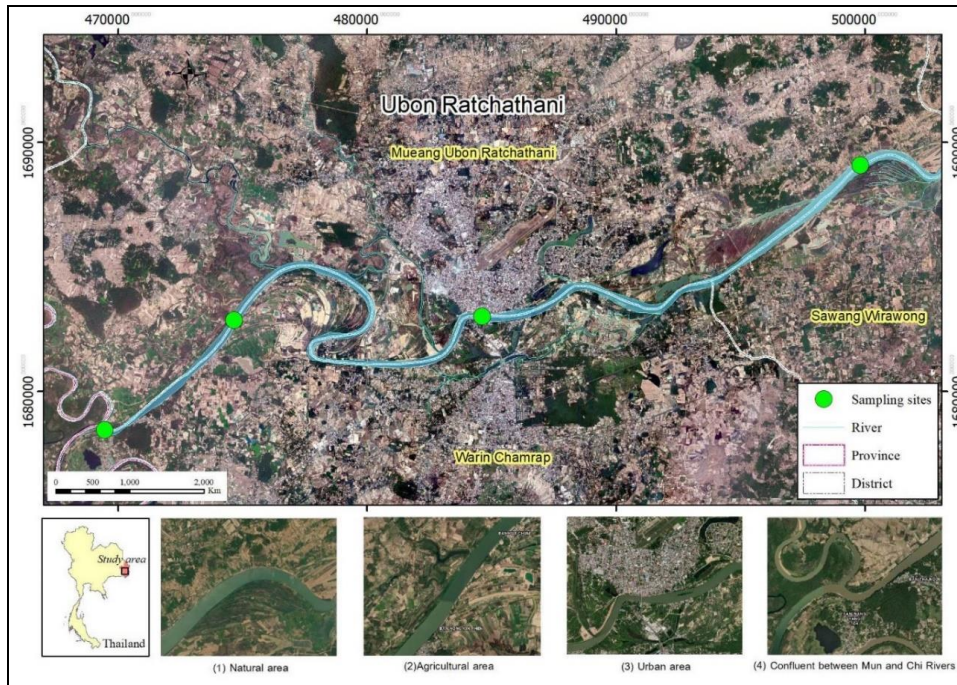 470000 480000 490000 500000
1690000 1690000
1680000 1680000
Ubon Ratchathani
Mueang Ubon Ratchathani
Sawang Wirawong
Warin Chamrap
Sampling sites
River
Province
District
0 500 1,000 2,000
Km
Study area
Thailand
(1) Natural area
(2)Agricultural area
(3) Urban area
(4) Confluent between Mun and Chi Rivers